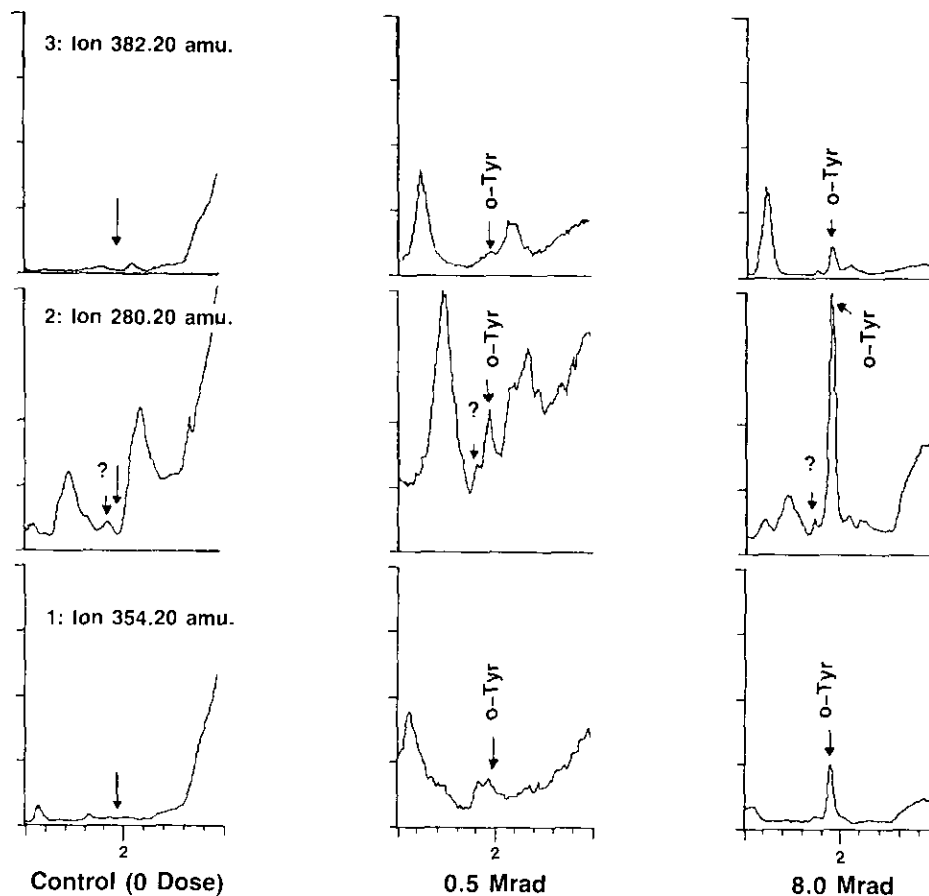 3: Ion 382.20 amu.
o-Tyr
o-Tyr
2: Ion 280.20 amu.
?
?
o-Tyr
?
o-Tyr
1: Ion 354.20 amu.
o-Tyr
o-Tyr
2
2
2
Control (0 Dose)
0.5 Mrad
8.0 Mrad